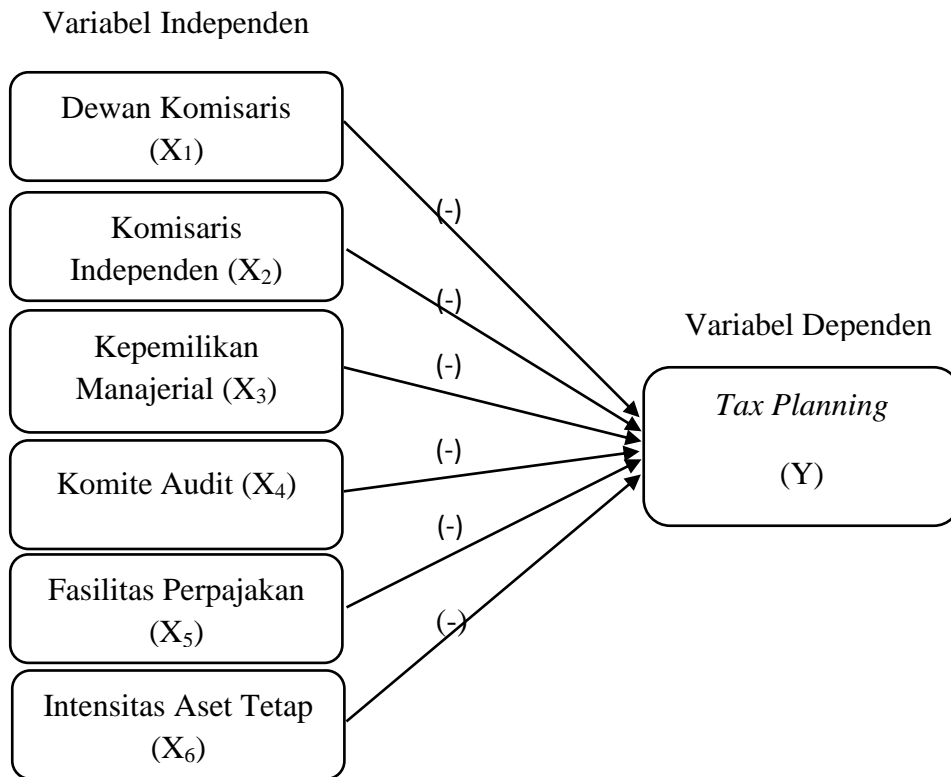 Variabel Independen
Dewan Komisaris
(X₁)
(-)
Komisaris
Independen (X₂)
(-)
Variabel Dependen
Kepemilikan
Manajerial (X₃)
(-)
Tax Planning
(Y)
Komite Audit (X₄)
(-)
Fasilitas Perpajakan
(X₅)
(-)
Intensitas Aset Tetap
(X₆)
(-)